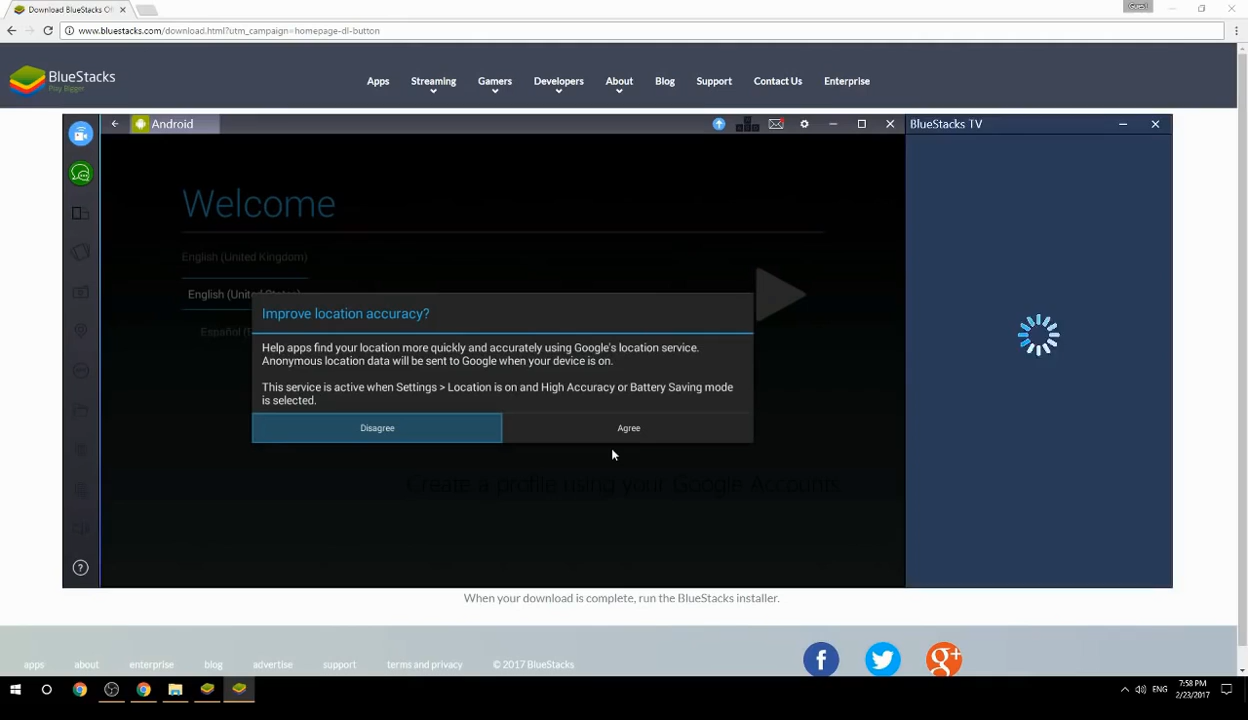 Download BlueStacks Of
Guest
www.bluestacks.com/download.html?utm_campaign=homepage-dl-button
BlueStacks
Play Bigger
Apps
Streaming
Gamers
Developers
About
Blog
Support
Contact Us
Enterprise
Android
BlueStacks TV
Welcome
English (United Kingdom)
English (United States)
Español (
Improve location accuracy?
Help apps find your location more quickly and accurately using Google's location service.
Anonymous location data will be sent to Google when your device is on.
This service is active when Settings > Location is on and High Accuracy or Battery Saving mode
is selected.
Disagree
Agree
Create a profile using your Google Accounts
?
When your download is complete, run the BlueStacks installer.
apps
about
enterprise
blog
advertise
support
terms and privacy
© 2017 BlueStacks
ENG
7:58 PM
2/23/2017